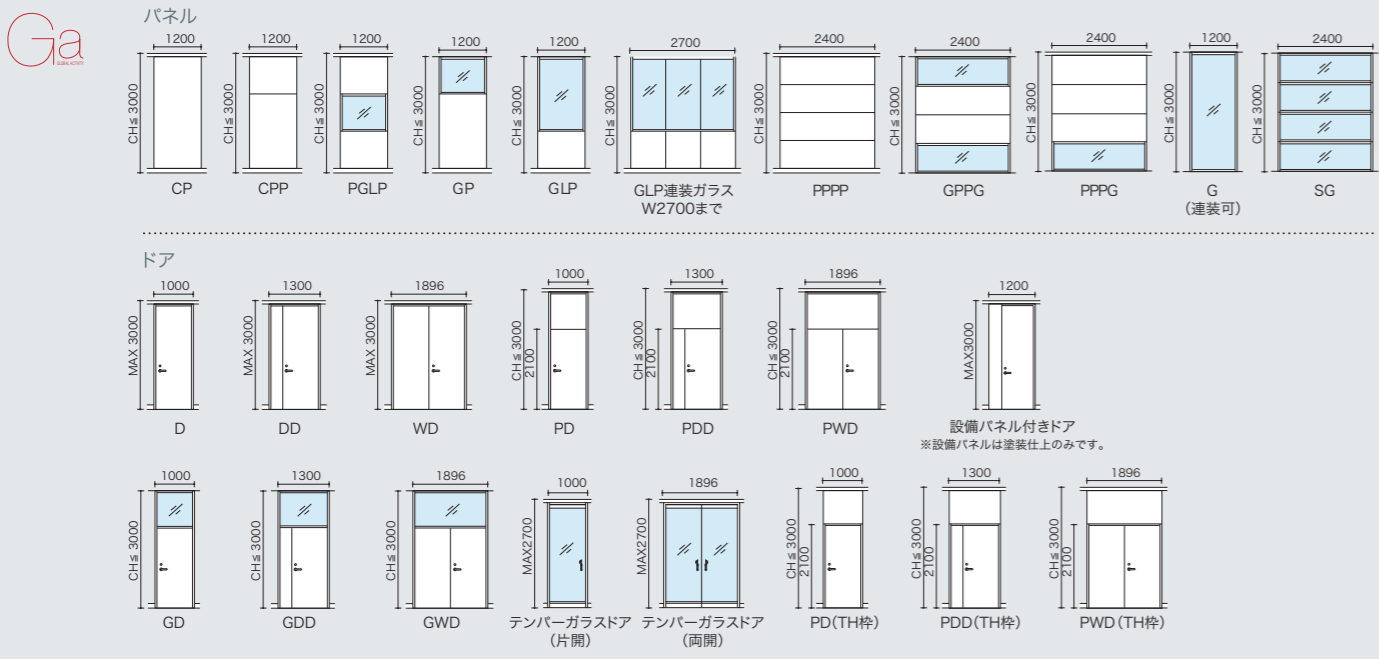 Ga
GLOBAL ACTIVITY
パネル
1200 1200 1200 1200 1200 2700 2400 2400 2400 1200 2400
CH≦3000 CH≦3000 CH≦3000 CH≦3000 CH≦3000 CH≦3000 CH≦3000 CH≦3000 CH≦3000 CH≦3000 CH≦3000
CP CPP PGLP GP GLP GLP連装ガラス PPPP GPPG PPPG G SG
W2700まで (連装可)
ドア
1000 1300 1896 1000 1300 1896 1200
MAX 3000 MAX 3000 MAX 3000 CH≦3000 2100 CH≦3000 2100 CH≦3000 2100 MAX3000
D DD WD PD PDD PWD 設備パネル付きドア
※設備パネルは塗装仕上のみです。
1000 1300 1896 1000 1896 1000 1300 1896
CH≦3000 CH≦3000 CH≦3000 MAX2700 MAX2700 CH≦3000 2100 CH≦3000 2100 CH≦3000 2100
GD GDD GWD テンパーガラスドア テンパーガラスドア PD(TH枠) PDD(TH枠) PWD(TH枠)
(片開) (両開)